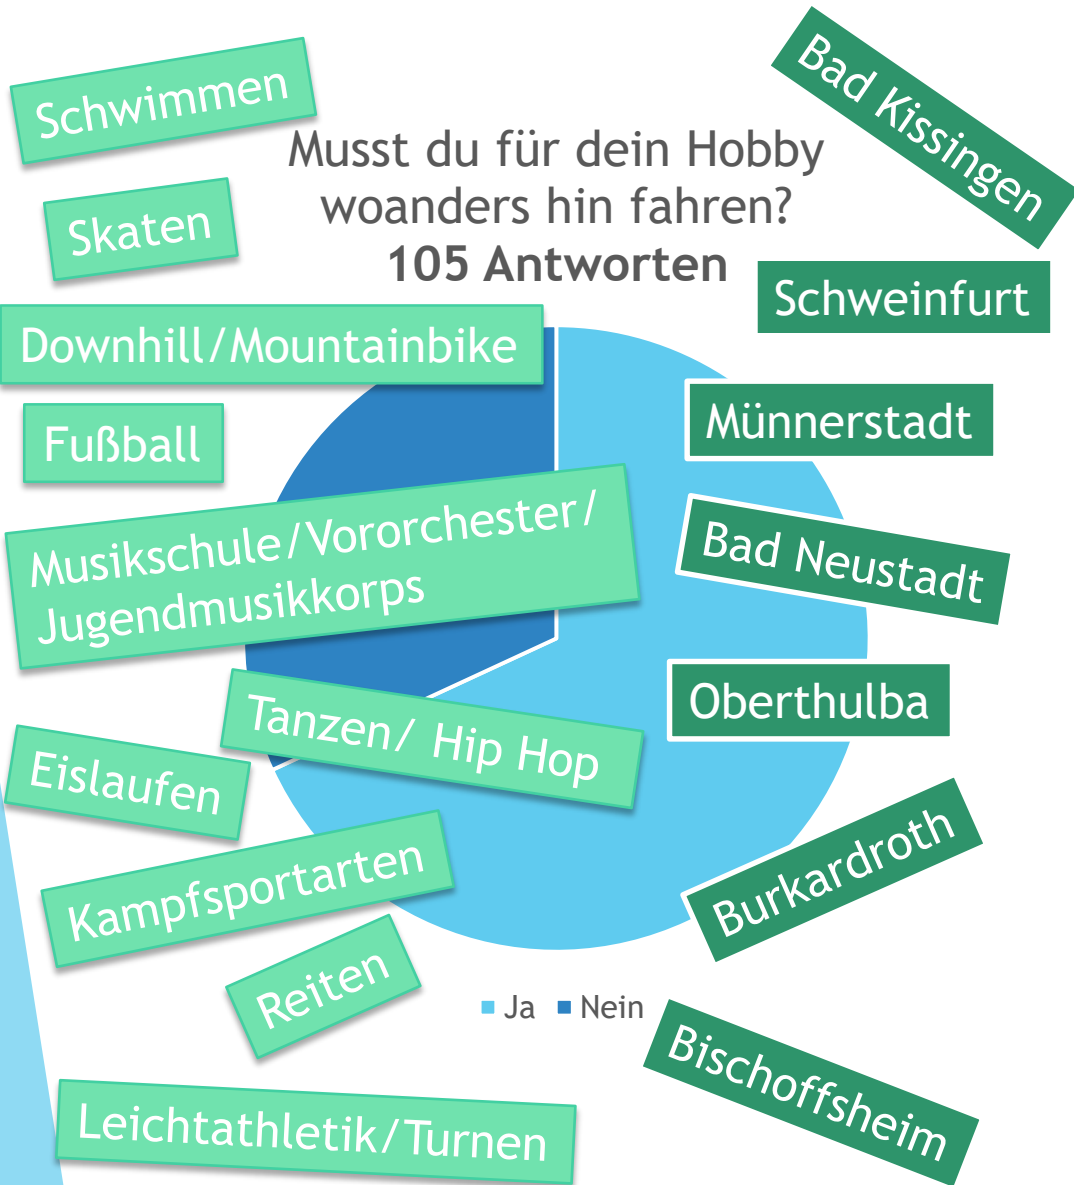 Musst du für dein Hobby
woanders hin fahren?
105 Antworten
Schwimmen
Skaten
Downhill/Mountainbike
Fußball
Musikschule/Vororchester/
Jugendmusikkorps
Tanzen/ Hip Hop
Eislaufen
Kampfsportarten
Reiten
Leichtathletik/Turnen
Bad Kissingen
Schweinfurt
Münnerstadt
Bad Neustadt
Oberthulba
Burkardroth
Bischoffsheim
Ja Nein